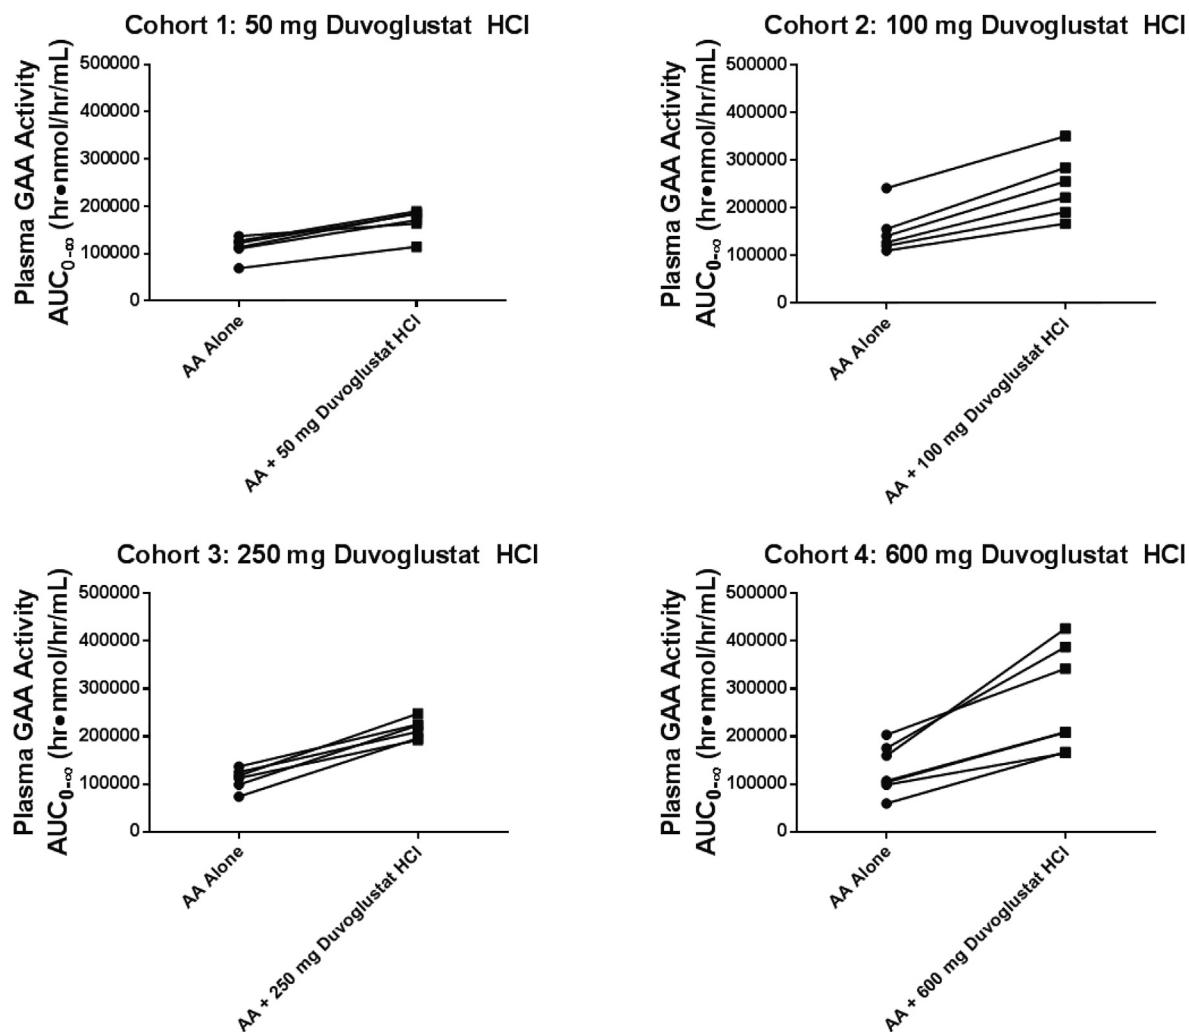 Cohort 1: 50 mg Duvoglustat HCl
Plasma GAA Activity
AUC0-∞ (hr•nmol/hr/mL)
500000
400000
300000
200000
100000
0
AA Alone
AA + 50 mg Duvoglustat HCl
Cohort 2: 100 mg Duvoglustat HCl
Plasma GAA Activity
AUC0-∞ (hr•nmol/hr/mL)
500000
400000
300000
200000
100000
0
AA Alone
AA + 100 mg Duvoglustat HCl
Cohort 3: 250 mg Duvoglustat HCl
Plasma GAA Activity
AUC0-∞ (hr•nmol/hr/mL)
500000
400000
300000
200000
100000
0
AA Alone
AA + 250 mg Duvoglustat HCl
Cohort 4: 600 mg Duvoglustat HCl
Plasma GAA Activity
AUC0-∞ (hr•nmol/hr/mL)
500000
400000
300000
200000
100000
0
AA Alone
AA + 600 mg Duvoglustat HCl